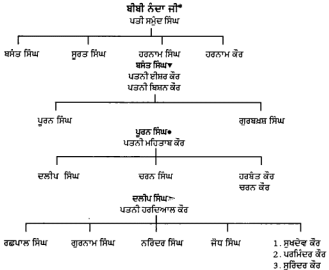 ਬੀਬੀ ਨੰਦਾ ਜੀ*
ਪਤੀ ਸਮੁੰਦ ਸਿੰਘ
ਬਸੰਤ ਸਿੰਘ ਸੂਰਤ ਸਿੰਘ ਹਰਨਾਮ ਸਿੰਘ ਹਰਨਾਮ ਕੌਰ
ਬਸੰਤ ਸਿੰਘ▾
ਪਤਨੀ ਈਸ਼ਰ ਕੌਰ
ਪਤਨੀ ਬਿਸ਼ਨ ਕੌਰ
ਪੂਰਨ ਸਿੰਘ ਗੁਰਬਖ਼ਸ਼ ਸਿੰਘ
ਪੂਰਨ ਸਿੰਘ●
ਪਤਨੀ ਮਹਿਤਾਬ ਕੌਰ
ਦਲੀਪ ਸਿੰਘ ਚਰਨ ਸਿੰਘ ਹਰਬੰਤ ਕੌਰ
ਚਰਨ ਕੌਰ
ਦਲੀਪ ਸਿੰਘ➣
ਪਤਨੀ ਹਰਦਿਆਲ ਕੌਰ
ਰਛਪਾਲ ਸਿੰਘ ਗੁਰਨਾਮ ਸਿੰਘ ਨਰਿੰਦਰ ਸਿੰਘ ਜੋਧ ਸਿੰਘ 1. ਸੁਖਦੇਵ ਕੌਰ
2. ਪਰਮਿੰਦਰ ਕੌਰ
3. ਸੁਰਿੰਦਰ ਕੌਰ